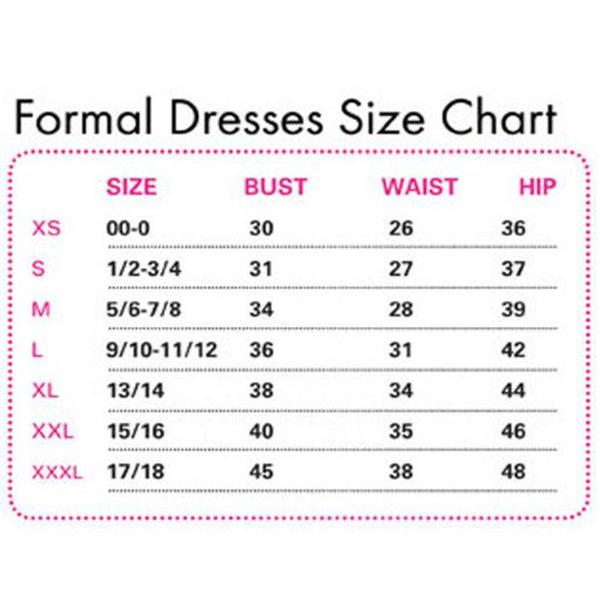 Formal Dresses Size Chart
SIZE BUST WAIST HIP
XS 00-0 30 26 36
S 1/2-3/4 31 27 37
M 5/6-7/8 34 28 39
L 9/10-11/12 36 31 42
XL 13/14 38 34 44
XXL 15/16 40 35 46
XXXL 17/18 45 38 48